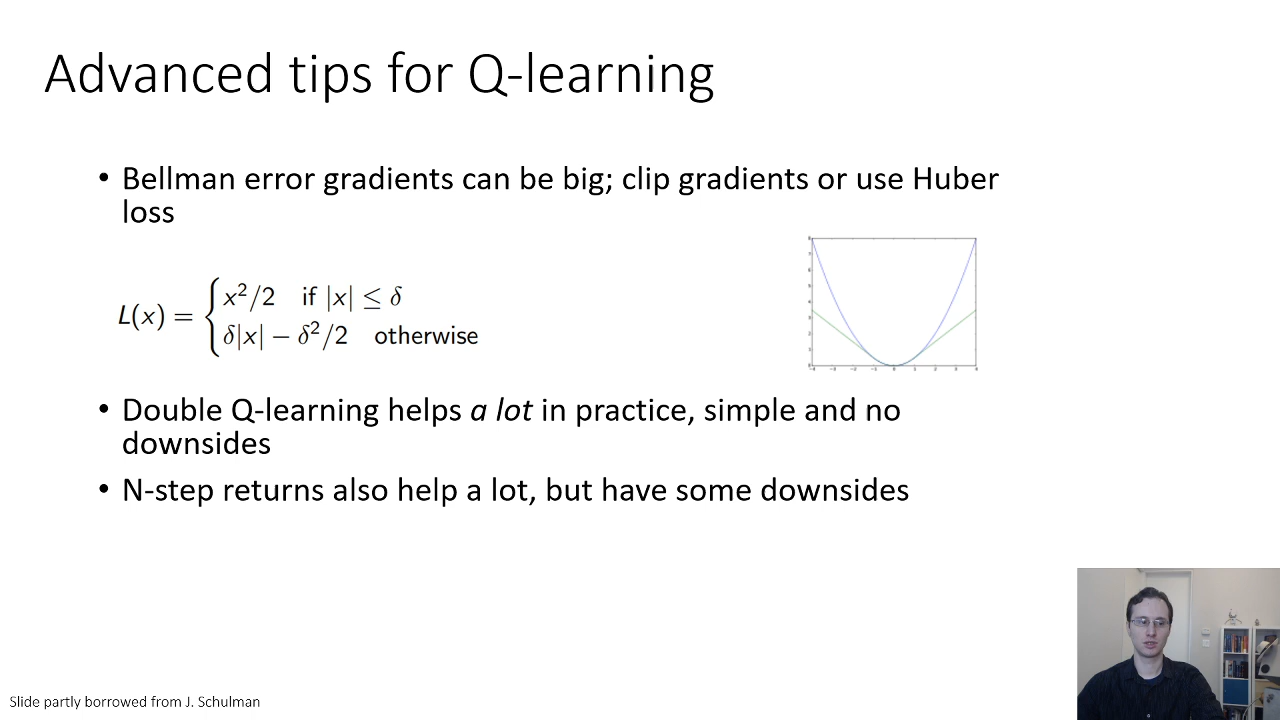 Advanced tips for Q-learning
• Bellman error gradients can be big; clip gradients or use Huber
loss
L(x) = { x²/2 if |x| ≤ δ
δ|x| − δ²/2 otherwise
• Double Q-learning helps a lot in practice, simple and no
downsides
• N-step returns also help a lot, but have some downsides
Slide partly borrowed from J. Schulman